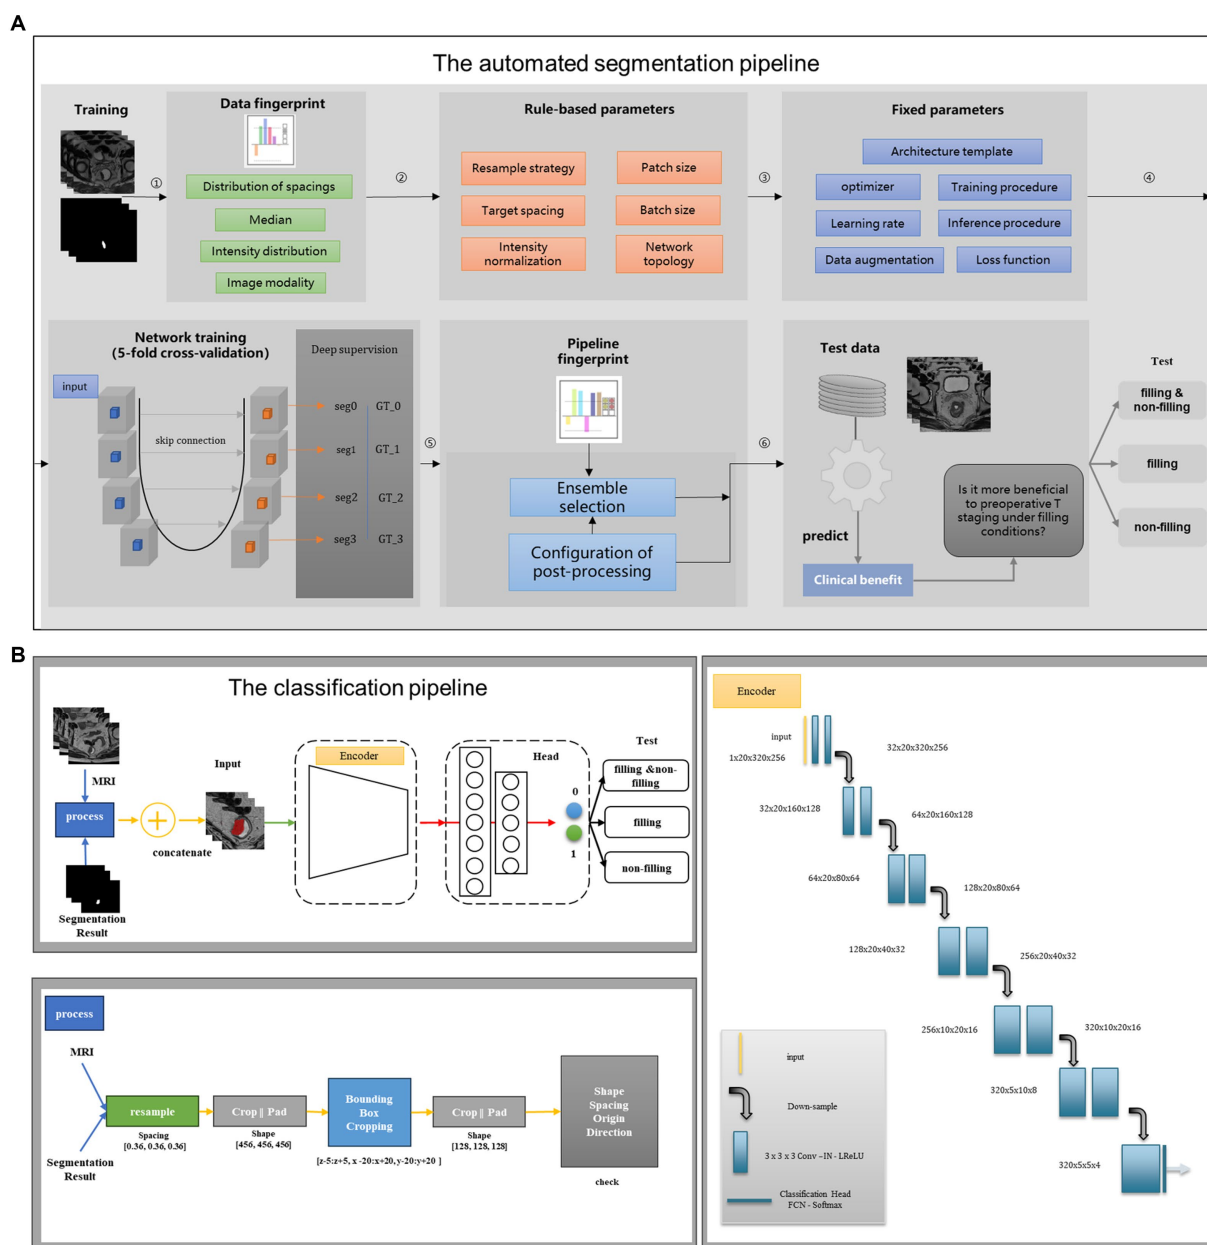 A
The automated segmentation pipeline
Training
Data fingerprint
Distribution of spacings
Median
Intensity distribution
Image modality
①
②
Rule-based parameters
Resample strategy
Patch size
Target spacing
Batch size
Intensity
normalization
Network
topology
③
Fixed parameters
Architecture template
optimizer
Training procedure
Learning rate
Inference procedure
Data augmentation
Loss function
④
Network training
(5-fold cross-validation)
input
skip connection
Deep supervision
seg0 GT_0
seg1 GT_1
seg2 GT_2
seg3 GT_3
⑤
Pipeline
fingerprint
Ensemble
selection
Configuration of
post-processing
⑥
Test data
predict
Clinical benefit
Is it more beneficial
to preoperative T
staging under filling
conditions?
Test
filling &
non-filling
filling
non-filling
B
The classification pipeline
MRI
process
Segmentation
Result
concatenate
Input
Encoder
Head
0
1
Test
filling &non-
filling
filling
non-filling
process
MRI
Segmentation
Result
resample
Spacing
[0.36, 0.36, 0.36]
Crop || Pad
Shape
[456, 456, 456]
Bounding
Box
Cropping
[z-5:z+5, x -20:x+20, y-20:y+20 ]
Crop || Pad
Shape
[128, 128, 128]
Shape
Spacing
Origin
Direction
check
Encoder
input
1x20x320x256
32x20x320x256
32x20x160x128
64x20x160x128
64x20x80x64
128x20x80x64
128x20x40x32
256x20x40x32
256x10x20x16
320x10x20x16
320x5x10x8
320x5x5x4
input
Down-sample
3 x 3 x 3 Conv –IN - LReLU
Classification Head
FCN - Softmax